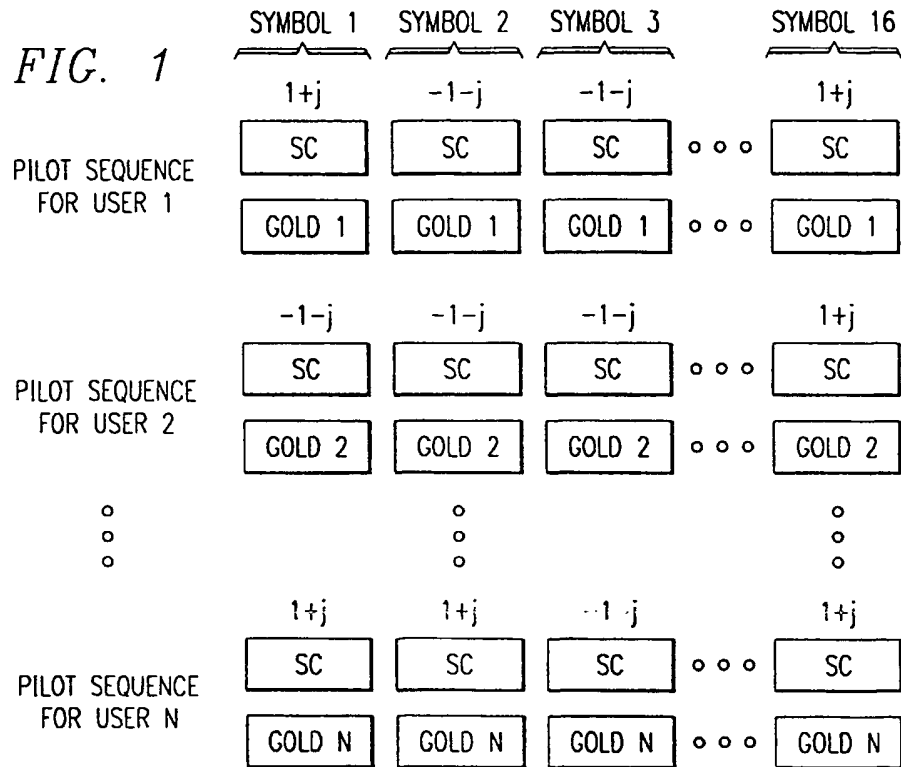 SYMBOL 1 SYMBOL 2 SYMBOL 3 SYMBOL 16
FIG. 1
1+j -1-j -1-j 1+j
SC SC SC SC
PILOT SEQUENCE
FOR USER 1
GOLD 1 GOLD 1 GOLD 1 GOLD 1
-1-j -1-j -1-j 1+j
SC SC SC SC
PILOT SEQUENCE
FOR USER 2
GOLD 2 GOLD 2 GOLD 2 GOLD 2
1+j 1+j -1-j 1+j
SC SC SC SC
PILOT SEQUENCE
FOR USER N
GOLD N GOLD N GOLD N GOLD N